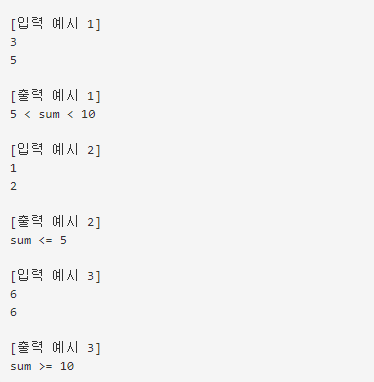 [입력 예시 1]
3
5
[출력 예시 1]
5 < sum < 10
[입력 예시 2]
1
2
[출력 예시 2]
sum <= 5
[입력 예시 3]
6
6
[출력 예시 3]
sum >= 10